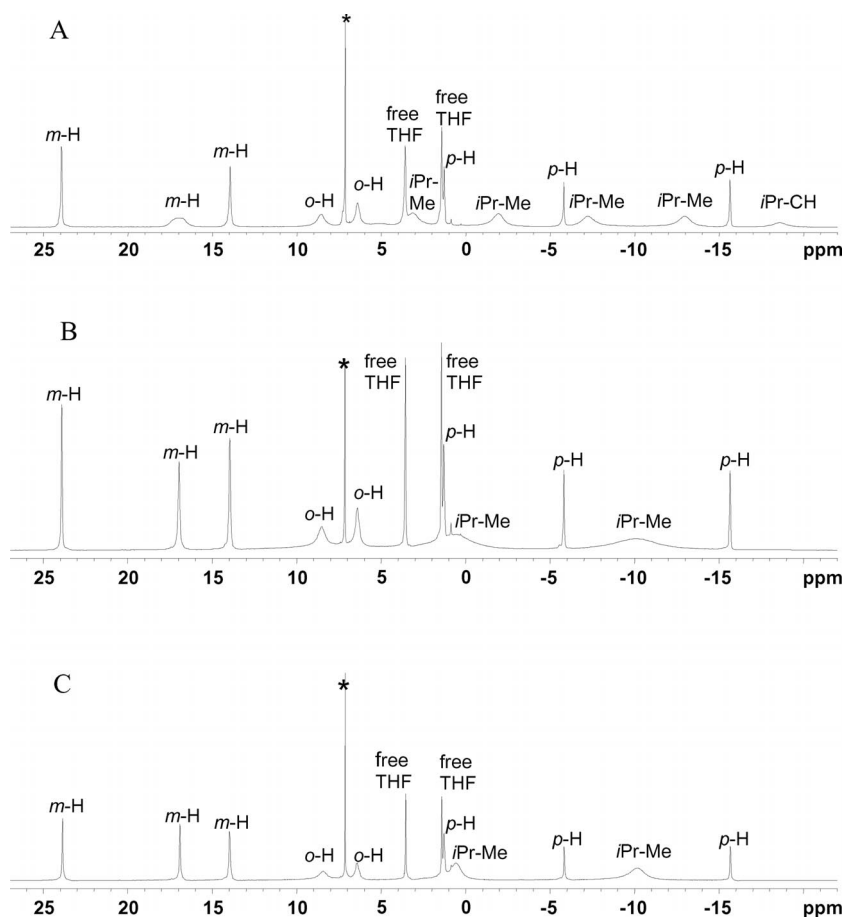 A
*
free
THF
free
THF
m-H
m-H
m-H
o-H
o-H
iPr-
Me
p-H
iPr-Me
p-H
iPr-Me
iPr-Me
p-H
iPr-CH
25 20 15 10 5 0 -5 -10 -15 ppm
B
*
free
THF
free
THF
m-H
m-H
m-H
o-H
o-H
p-H
iPr-Me
p-H
iPr-Me
p-H
25 20 15 10 5 0 -5 -10 -15 ppm
C
*
free
THF
free
THF
m-H
m-H
m-H
o-H
o-H
p-H
iPr-Me
p-H
iPr-Me
p-H
25 20 15 10 5 0 -5 -10 -15 ppm